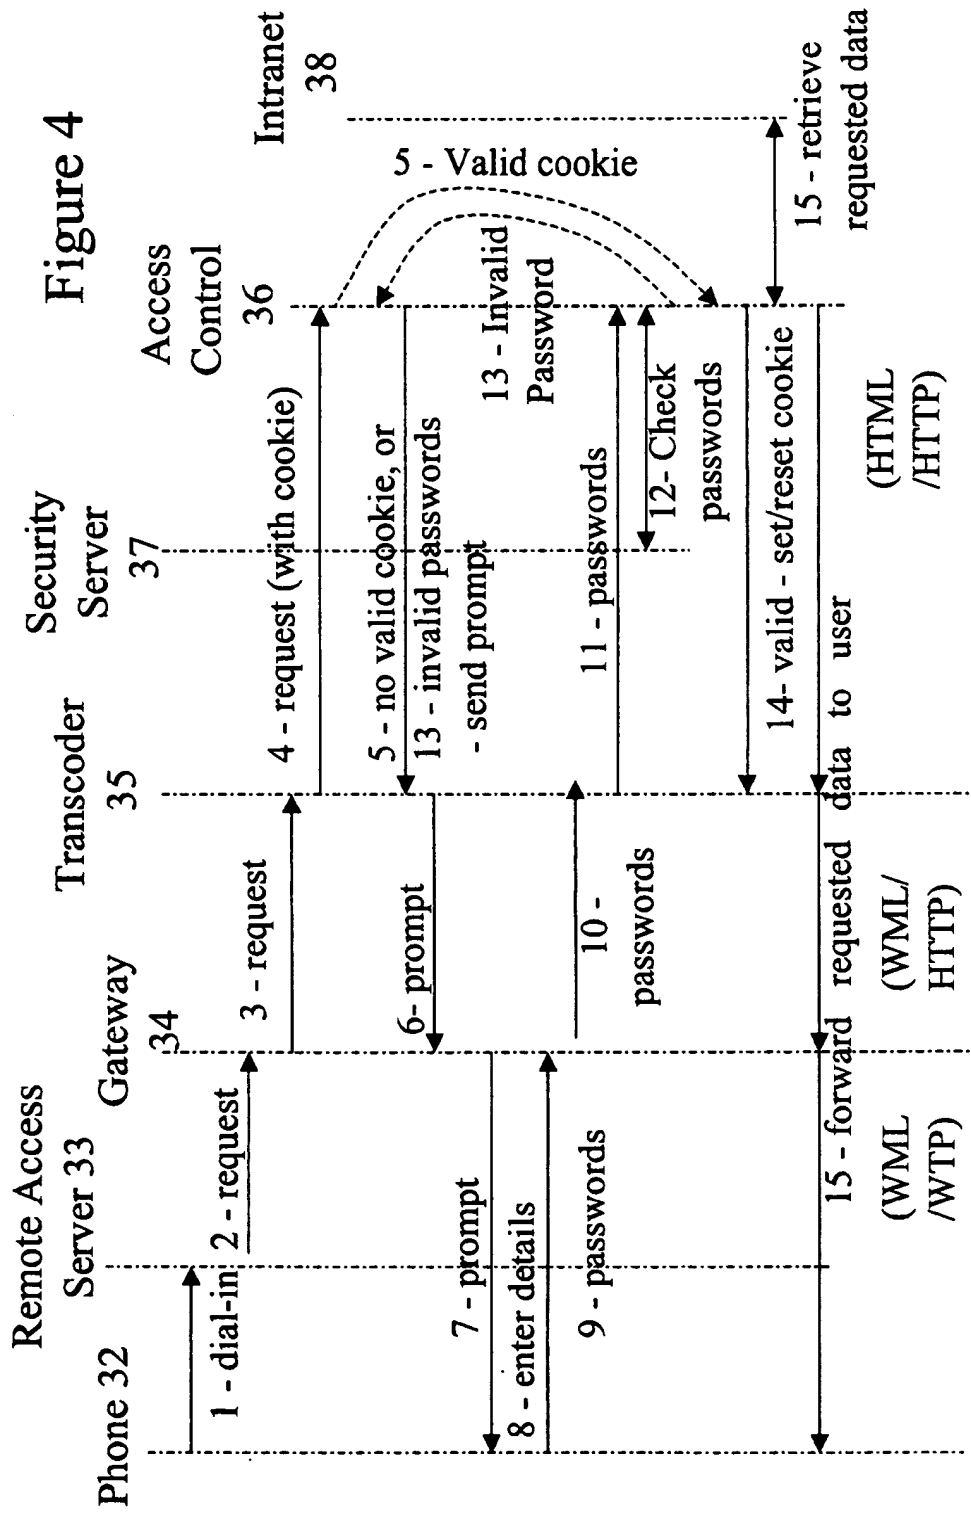 Figure 4
Phone 32
Remote Access
Server 33
Gateway
34
Transcoder
35
Security
Server
37
Access
Control
36
Intranet
38
1 - dial-in
2 - request
3 - request
4 - request (with cookie)
5 - Valid cookie
5 - no valid cookie, or
13 - invalid passwords
- send prompt
13 - Invalid
Password
6- prompt
7 - prompt
8 - enter details
9 - passwords
10 -
passwords
11 - passwords
12- Check
passwords
14- valid - set/reset cookie
15 - retrieve
requested data
15 - forward requested data to user
(WML
/WTP)
(WML/
HTTP)
(HTML
/HTTP)